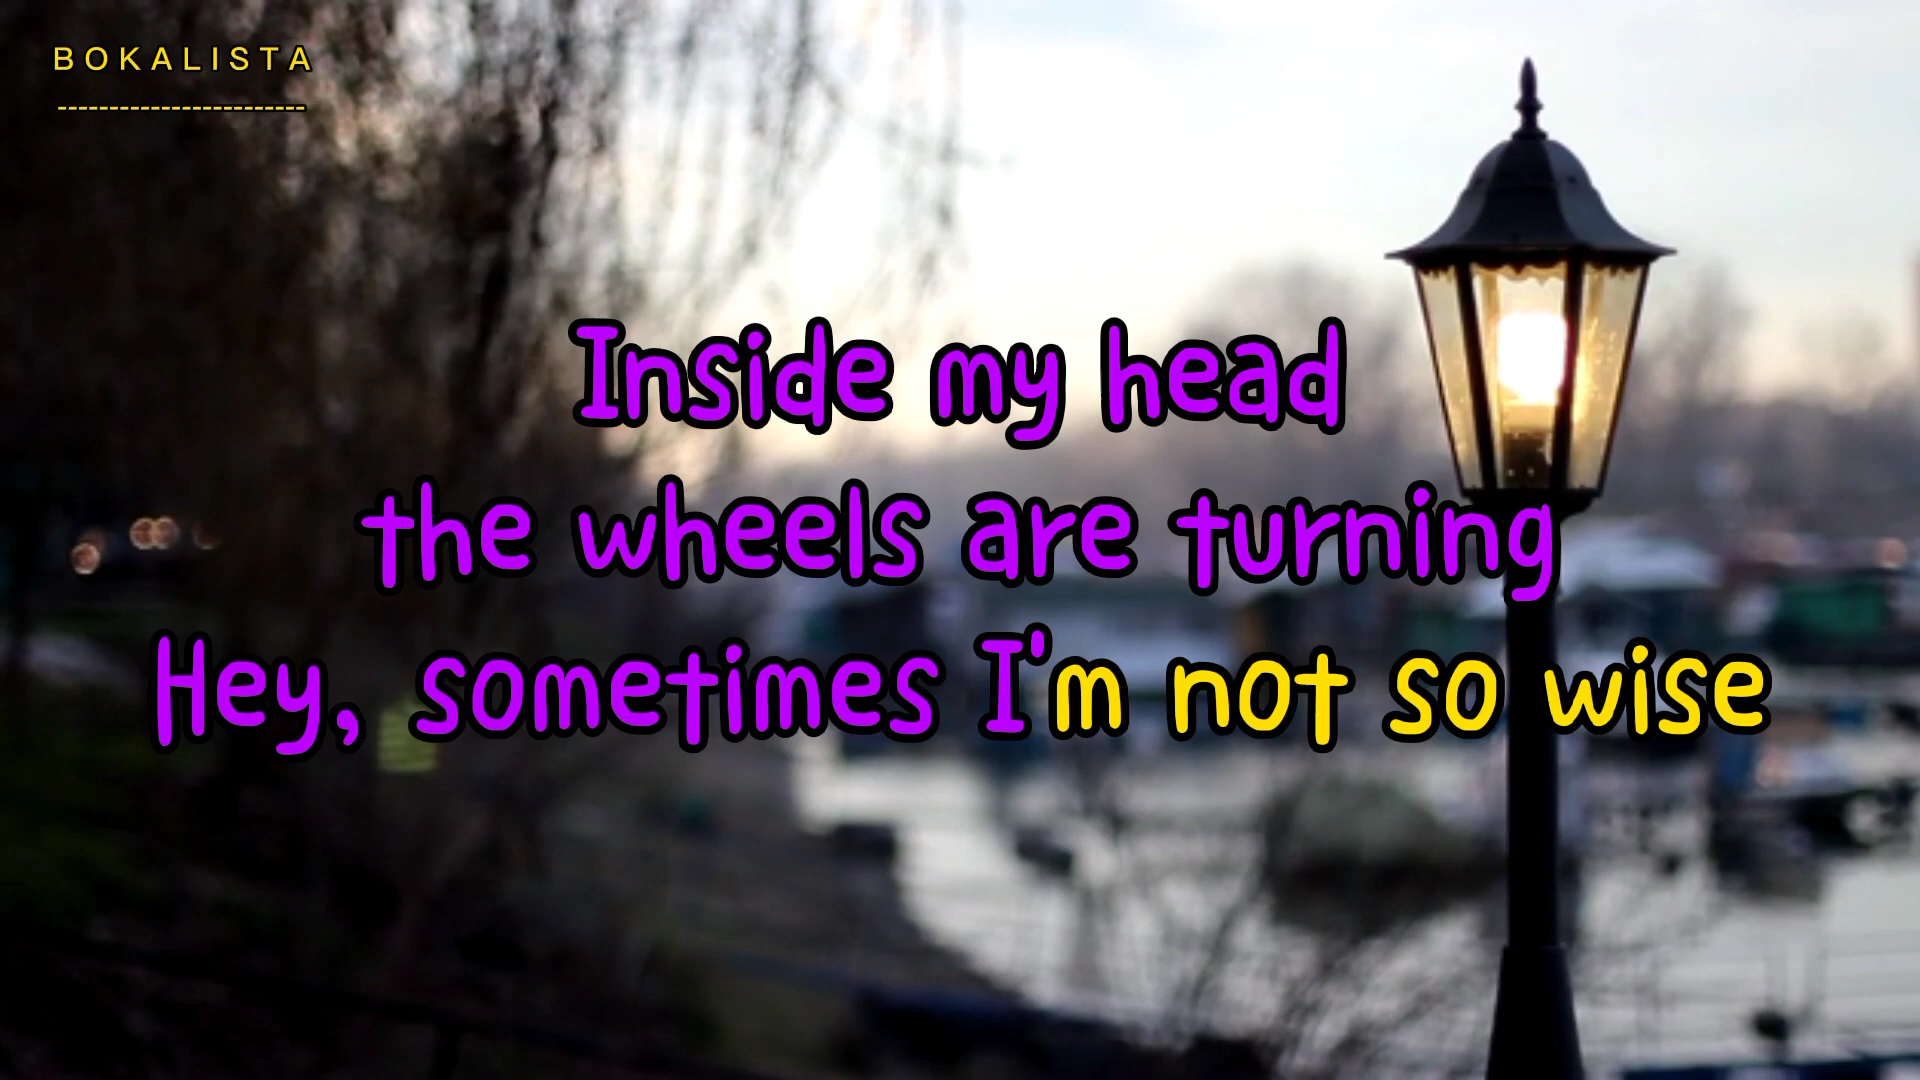 BOKALISTA
------------------------
Inside my head
the wheels are turning
Hey, sometimes I'm not so wise